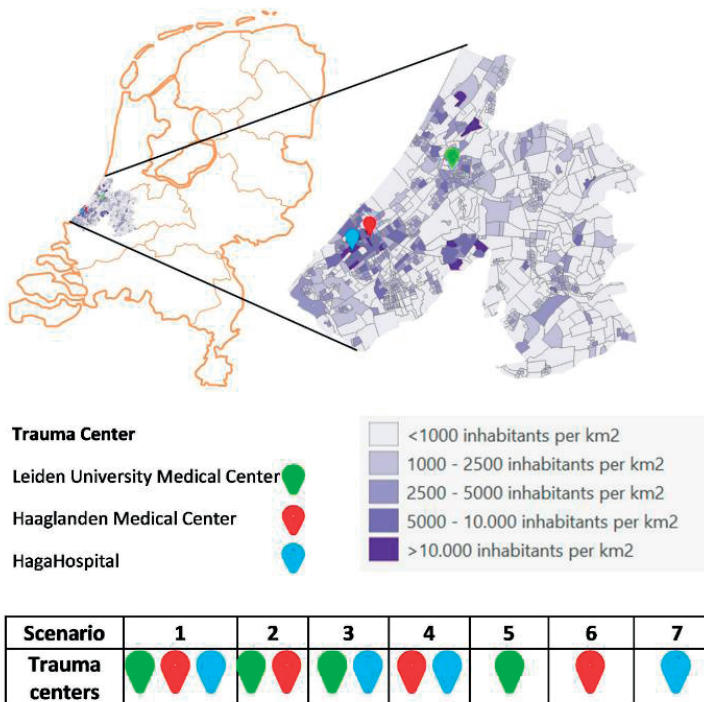 Trauma Center
Leiden University Medical Center
Haaglanden Medical Center
HagaHospital
<1000 inhabitants per km2
1000 - 2500 inhabitants per km2
2500 - 5000 inhabitants per km2
5000 - 10.000 inhabitants per km2
>10.000 inhabitants per km2
Scenario 1 2 3 4 5 6 7
Trauma
centers